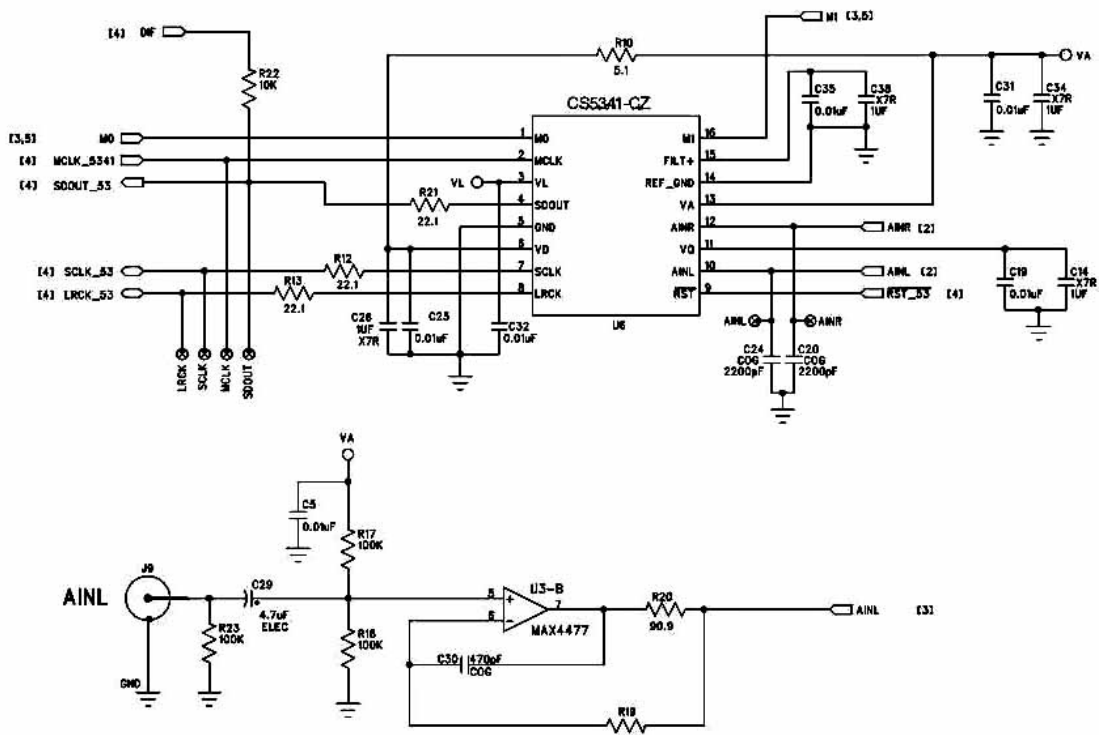 [4] DIF
M1 [3,5]
R22
10K
R10
5.1
VA
C35
0.01uF
C38
X7R
1UF
C31
0.01uF
C34
X7R
1UF
CS5341-CZ
[3,5] M0
1 M0
M1 16
[4] MCLK_5341
2 MCLK
FILT+ 15
[4] SDOUT_53
VL
3 VL
REF_GND 14
R21
22.1
4 SDOUT
VA 13
5 GND
AINR 12
AINR [2]
6 VD
VQ 11
[4] SCLK_53
R12
22.1
7 SCLK
AINL 10
AINL [2]
[4] LRCK_53
R13
22.1
8 LRCK
RST 9
RST_53 [4]
U6
C19
0.01uF
C14
X7R
1UF
C26
1UF
X7R
C25
0.01uF
C32
0.01uF
AINL
AINR
C24
COG
2200pF
C20
COG
2200pF
LRCK
SCLK
MCLK
SDOUT
VA
C5
0.01uF
R17
100K
AINL
J9
C29
4.7uF
ELEC
R23
100K
GND
R18
100K
5 +
6 -
U3-B
7
MAX4477
R20
90.9
AINL [3]
C30
470pF
COG
R19